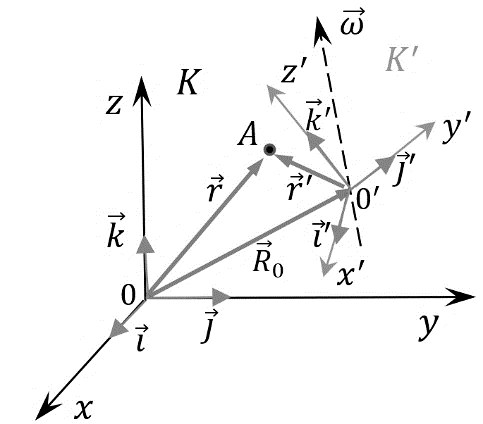 K
z
ω⃗
K′
z′
A
k⃗′
y′
r⃗
r⃗′
j⃗′
0′
k⃗
i⃗′
R⃗₀
x′
0
i⃗
j⃗
y
x